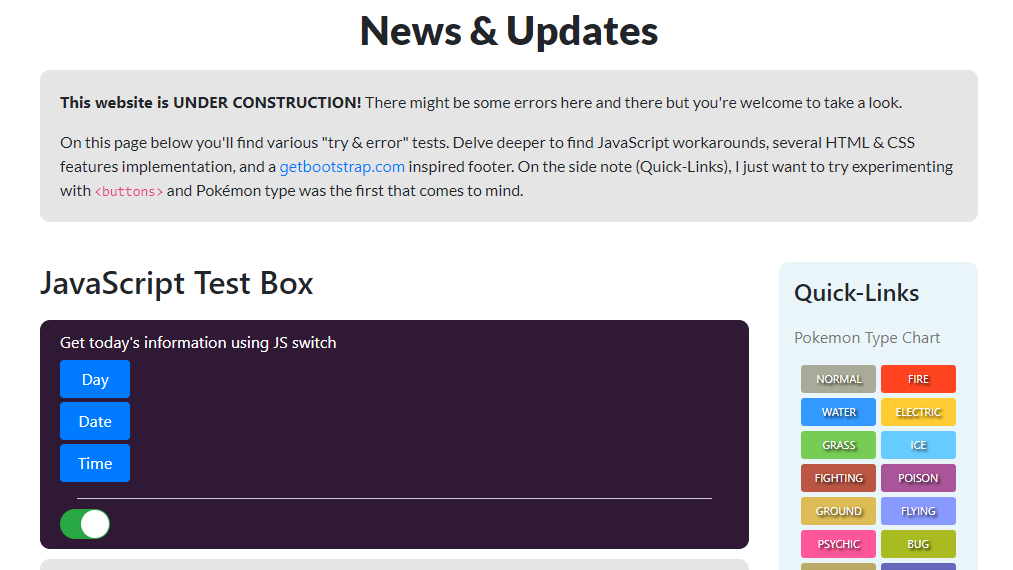 News & Updates
This website is UNDER CONSTRUCTION! There might be some errors here and there but you're welcome to take a look.
On this page below you'll find various "try & error" tests. Delve deeper to find JavaScript workarounds, several HTML & CSS
features implementation, and a getbootstrap.com inspired footer. On the side note (Quick-Links), I just want to try experimenting
with <buttons> and Pokémon type was the first that comes to mind.
JavaScript Test Box
Get today's information using JS switch
Day
Date
Time
Quick-Links
Pokemon Type Chart
NORMAL FIRE
WATER ELECTRIC
GRASS ICE
FIGHTING POISON
GROUND FLYING
PSYCHIC BUG